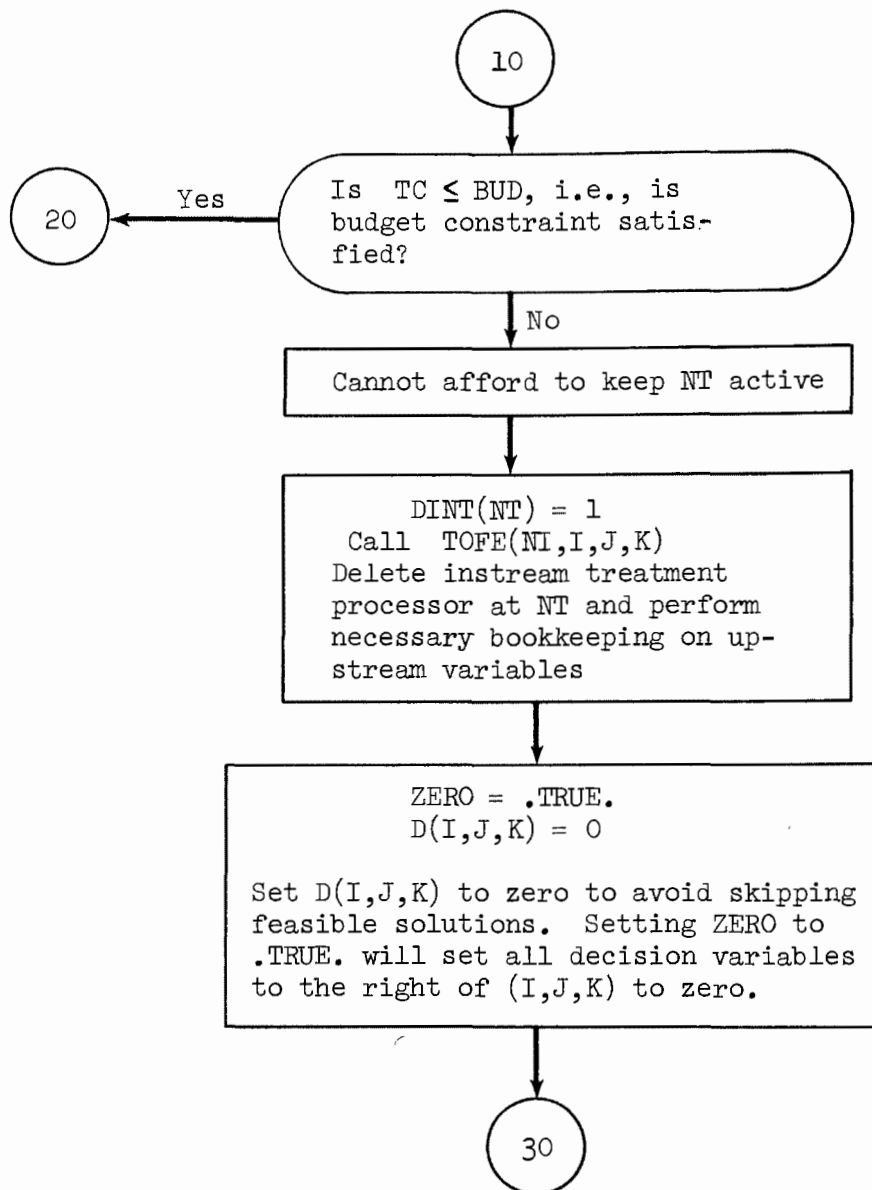 10
Is TC ≤ BUD, i.e., is
budget constraint satis-
fied?
Yes
20
No
Cannot afford to keep NT active
DINT(NT) = 1
Call TOFE(NI,I,J,K)
Delete instream treatment
processor at NT and perform
necessary bookkeeping on up-
stream variables
ZERO = .TRUE.
D(I,J,K) = 0
Set D(I,J,K) to zero to avoid skipping
feasible solutions. Setting ZERO to
.TRUE. will set all decision variables
to the right of (I,J,K) to zero.
30